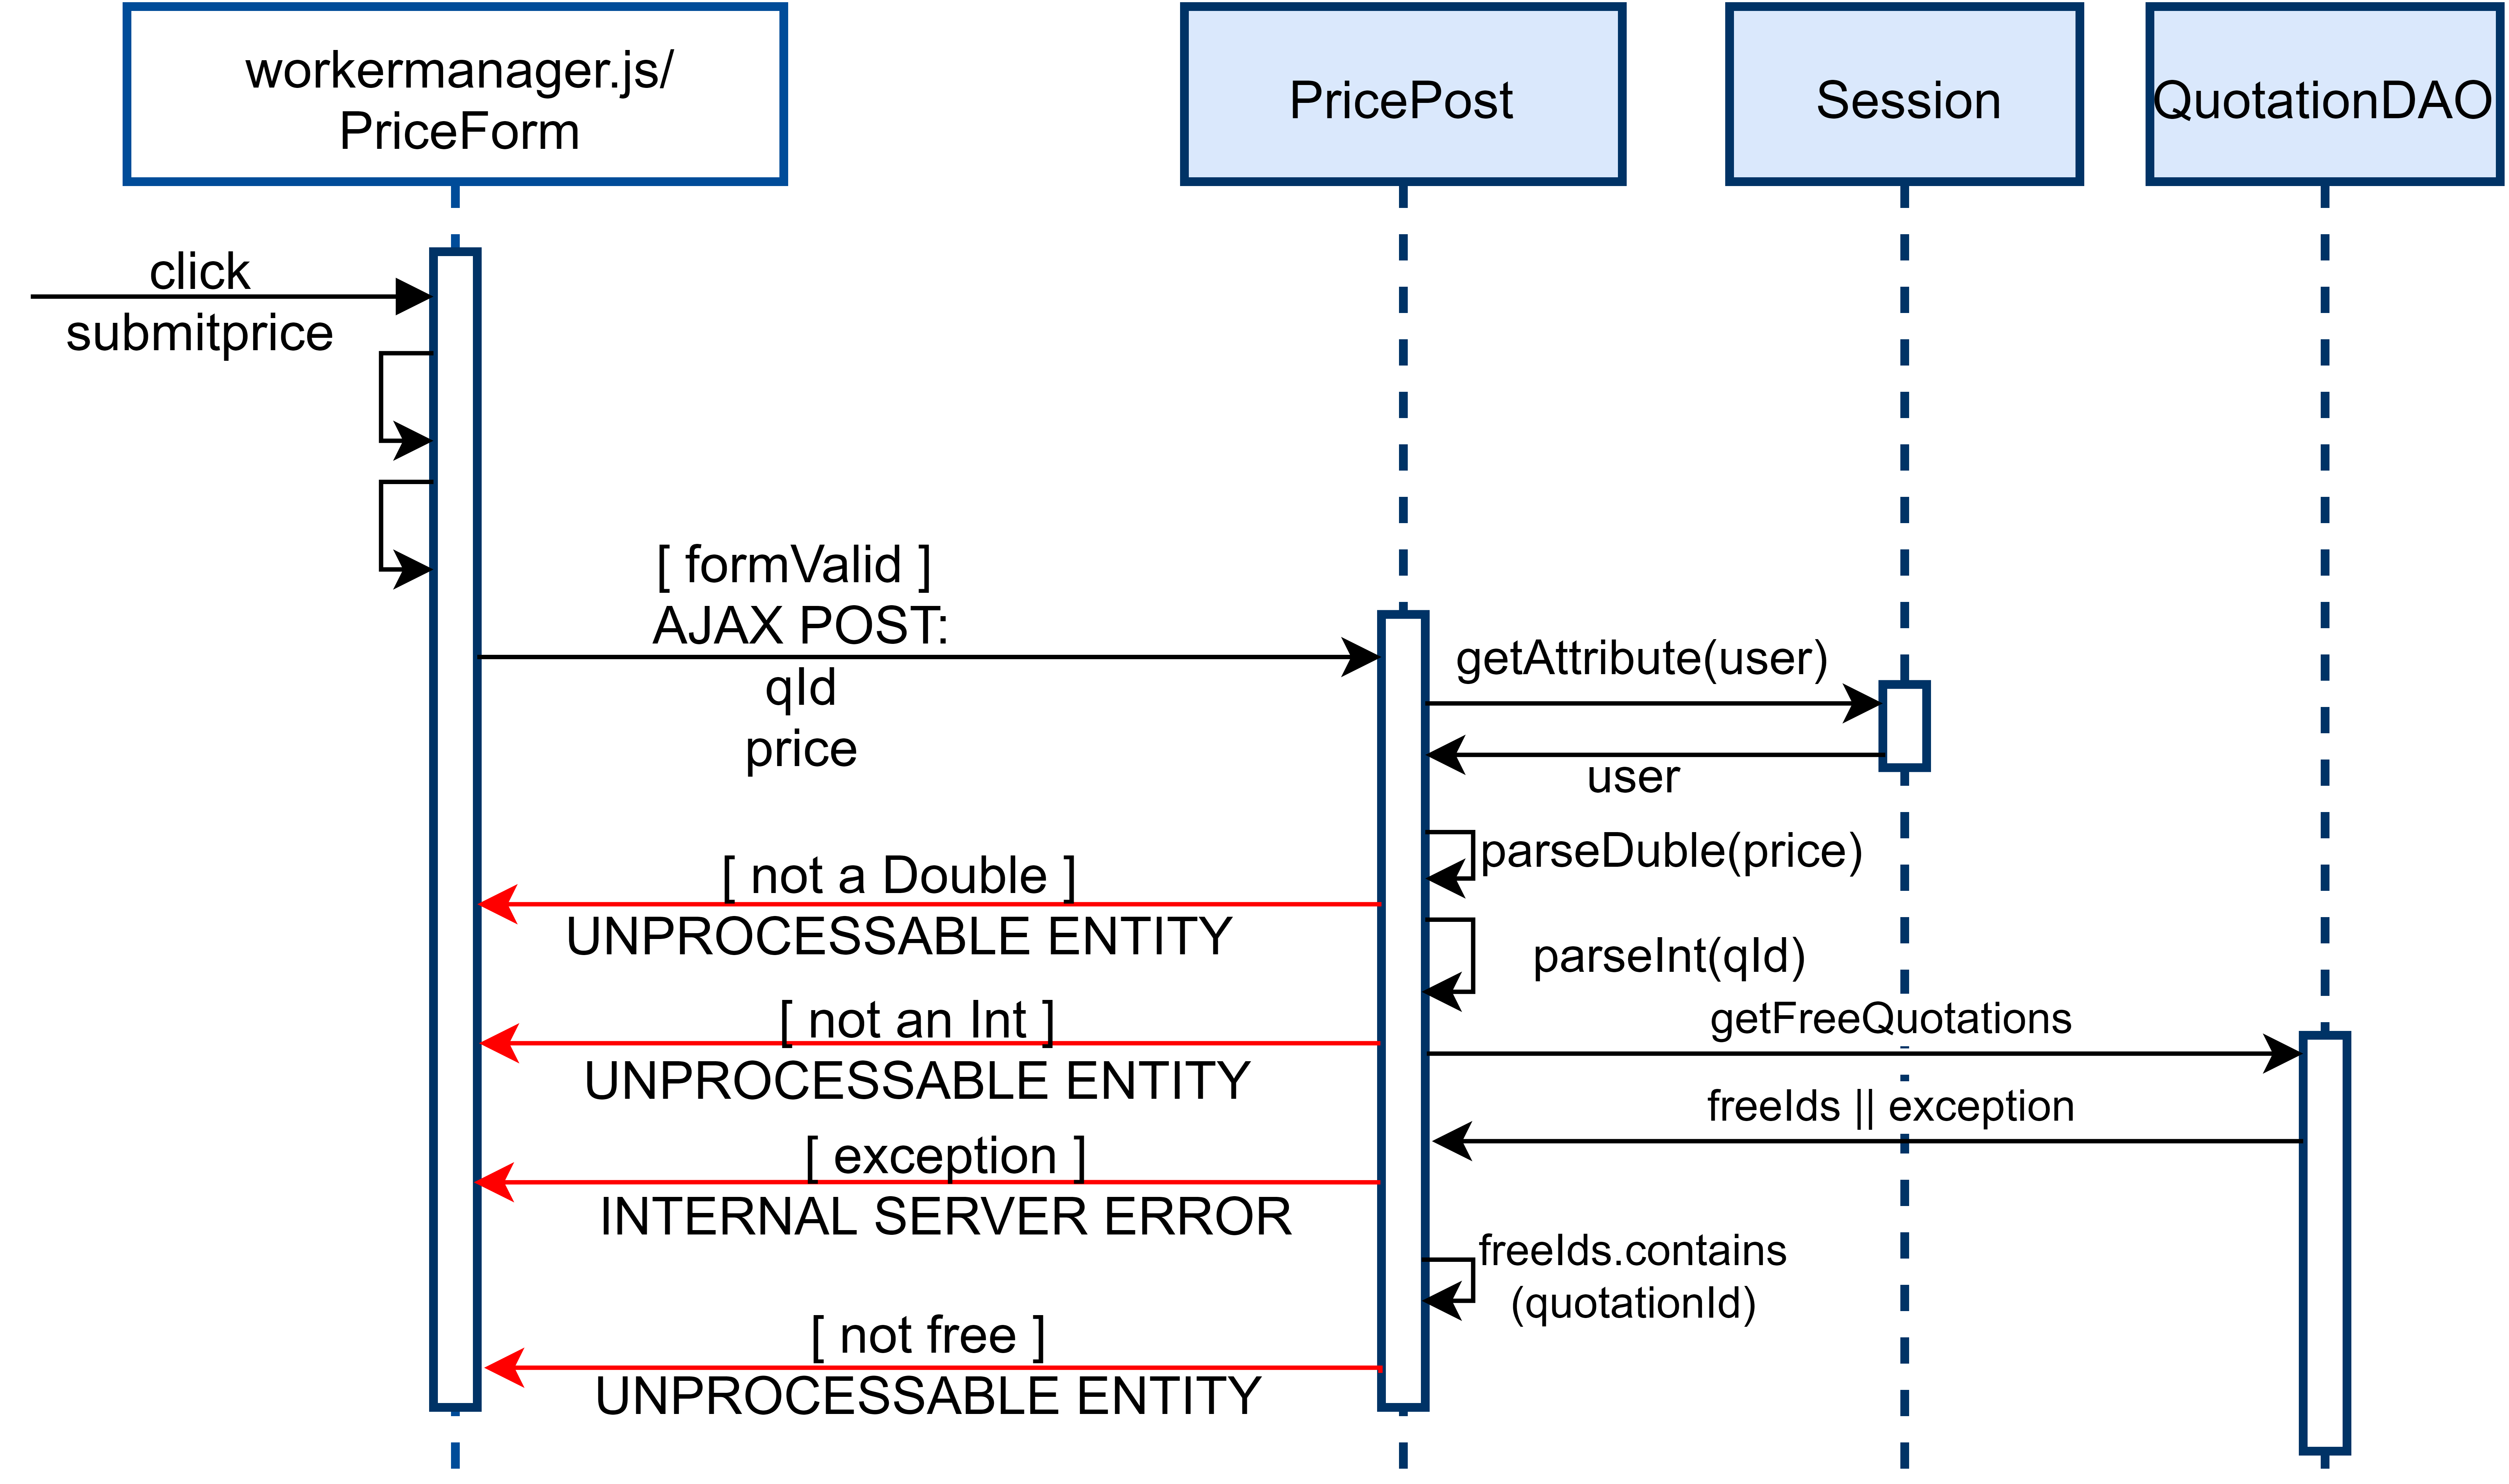 workermanager.js/
PriceForm
PricePost
Session
QuotationDAO
click
submitprice
[ formValid ]
AJAX POST:
qId
price
getAttribute(user)
user
parseDuble(price)
[ not a Double ]
UNPROCESSABLE ENTITY
parseInt(qId)
[ not an Int ]
UNPROCESSABLE ENTITY
getFreeQuotations
freeIds || exception
[ exception ]
INTERNAL SERVER ERROR
freeIds.contains
(quotationId)
[ not free ]
UNPROCESSABLE ENTITY